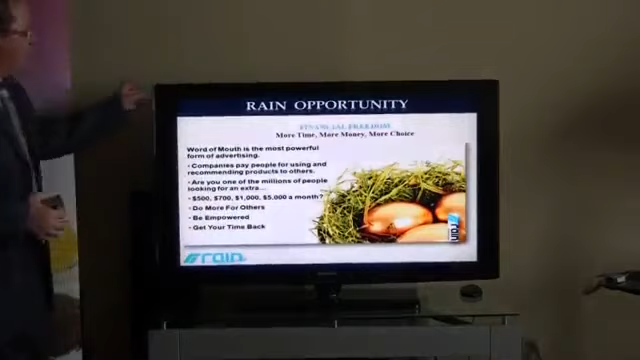 RAIN OPPORTUNITY
FINANCIAL FREEDOM
More Time, More Money, More Choice
Word of Mouth is the most powerful
form of advertising.
• Companies pay people for using and
recommending products to others.
• Are you one of the millions of people
looking for an extra...
• $500, $700, $1,000, $5,000 a month?
• Do More For Others
• Be Empowered
• Get Your Time Back
rain
rain